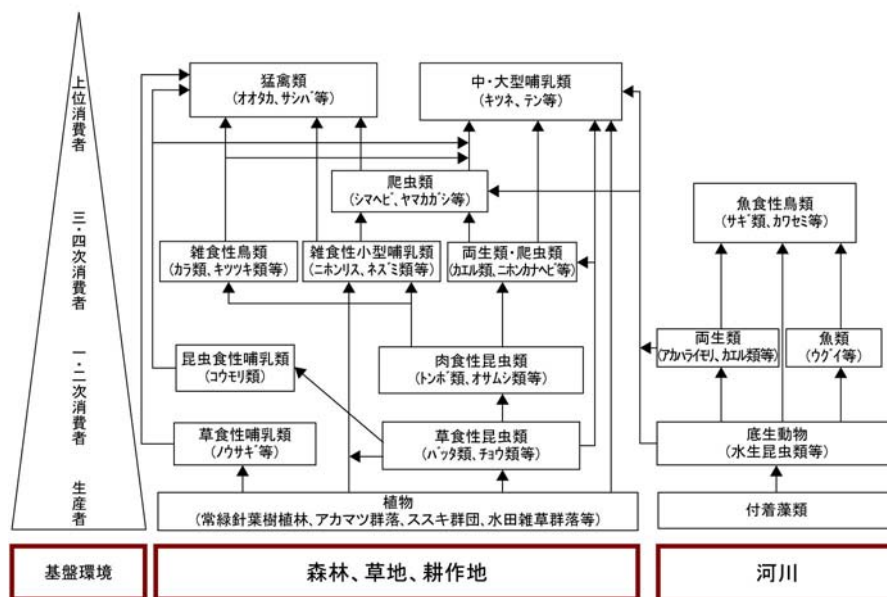 上位消費者
三・四次消費者
一・二次消費者
生産者
猛禽類
(オオタカ、サシバ等)
中・大型哺乳類
(キツネ、テン等)
爬虫類
(シマヘビ、ヤマカガシ等)
魚食性鳥類
(サギ類、カワセミ等)
雑食性鳥類
(カラ類、キツツキ類等)
雑食性小型哺乳類
(ニホンリス、ネズミ類等)
両生類・爬虫類
(カエル類、ニホンカナヘビ等)
昆虫食性哺乳類
(コウモリ類)
肉食性昆虫類
(トンボ類、オサムシ類等)
両生類
(アカハライモリ、カエル類等)
魚類
(ウグイ等)
草食性哺乳類
(ノウサギ等)
草食性昆虫類
(バッタ類、チョウ類等)
底生動物
(水生昆虫類等)
植物
(常緑針葉樹植林、アカマツ群落、ススキ群団、水田雑草群落等)
付着藻類
基盤環境
森林、草地、耕作地
河川